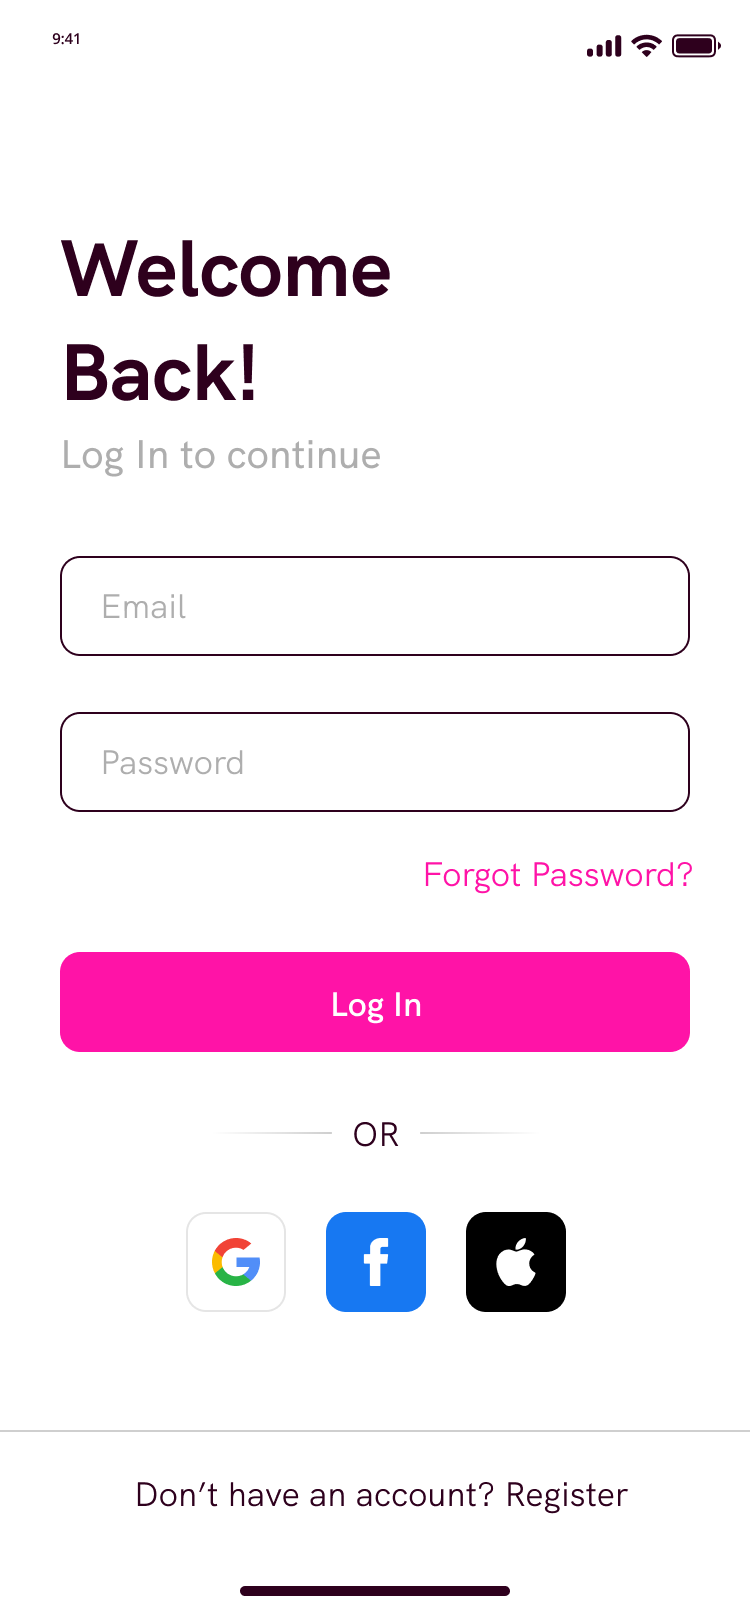 9:41
Welcome
Back!
Log In to continue
Email
Password
Forgot Password?
Log In
OR
Don’t have an account? Register